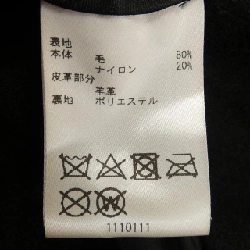 表地
本体 毛 80%
ナイロン 20%
皮革部分
羊革
裏地 ポリエステル
W
1110111